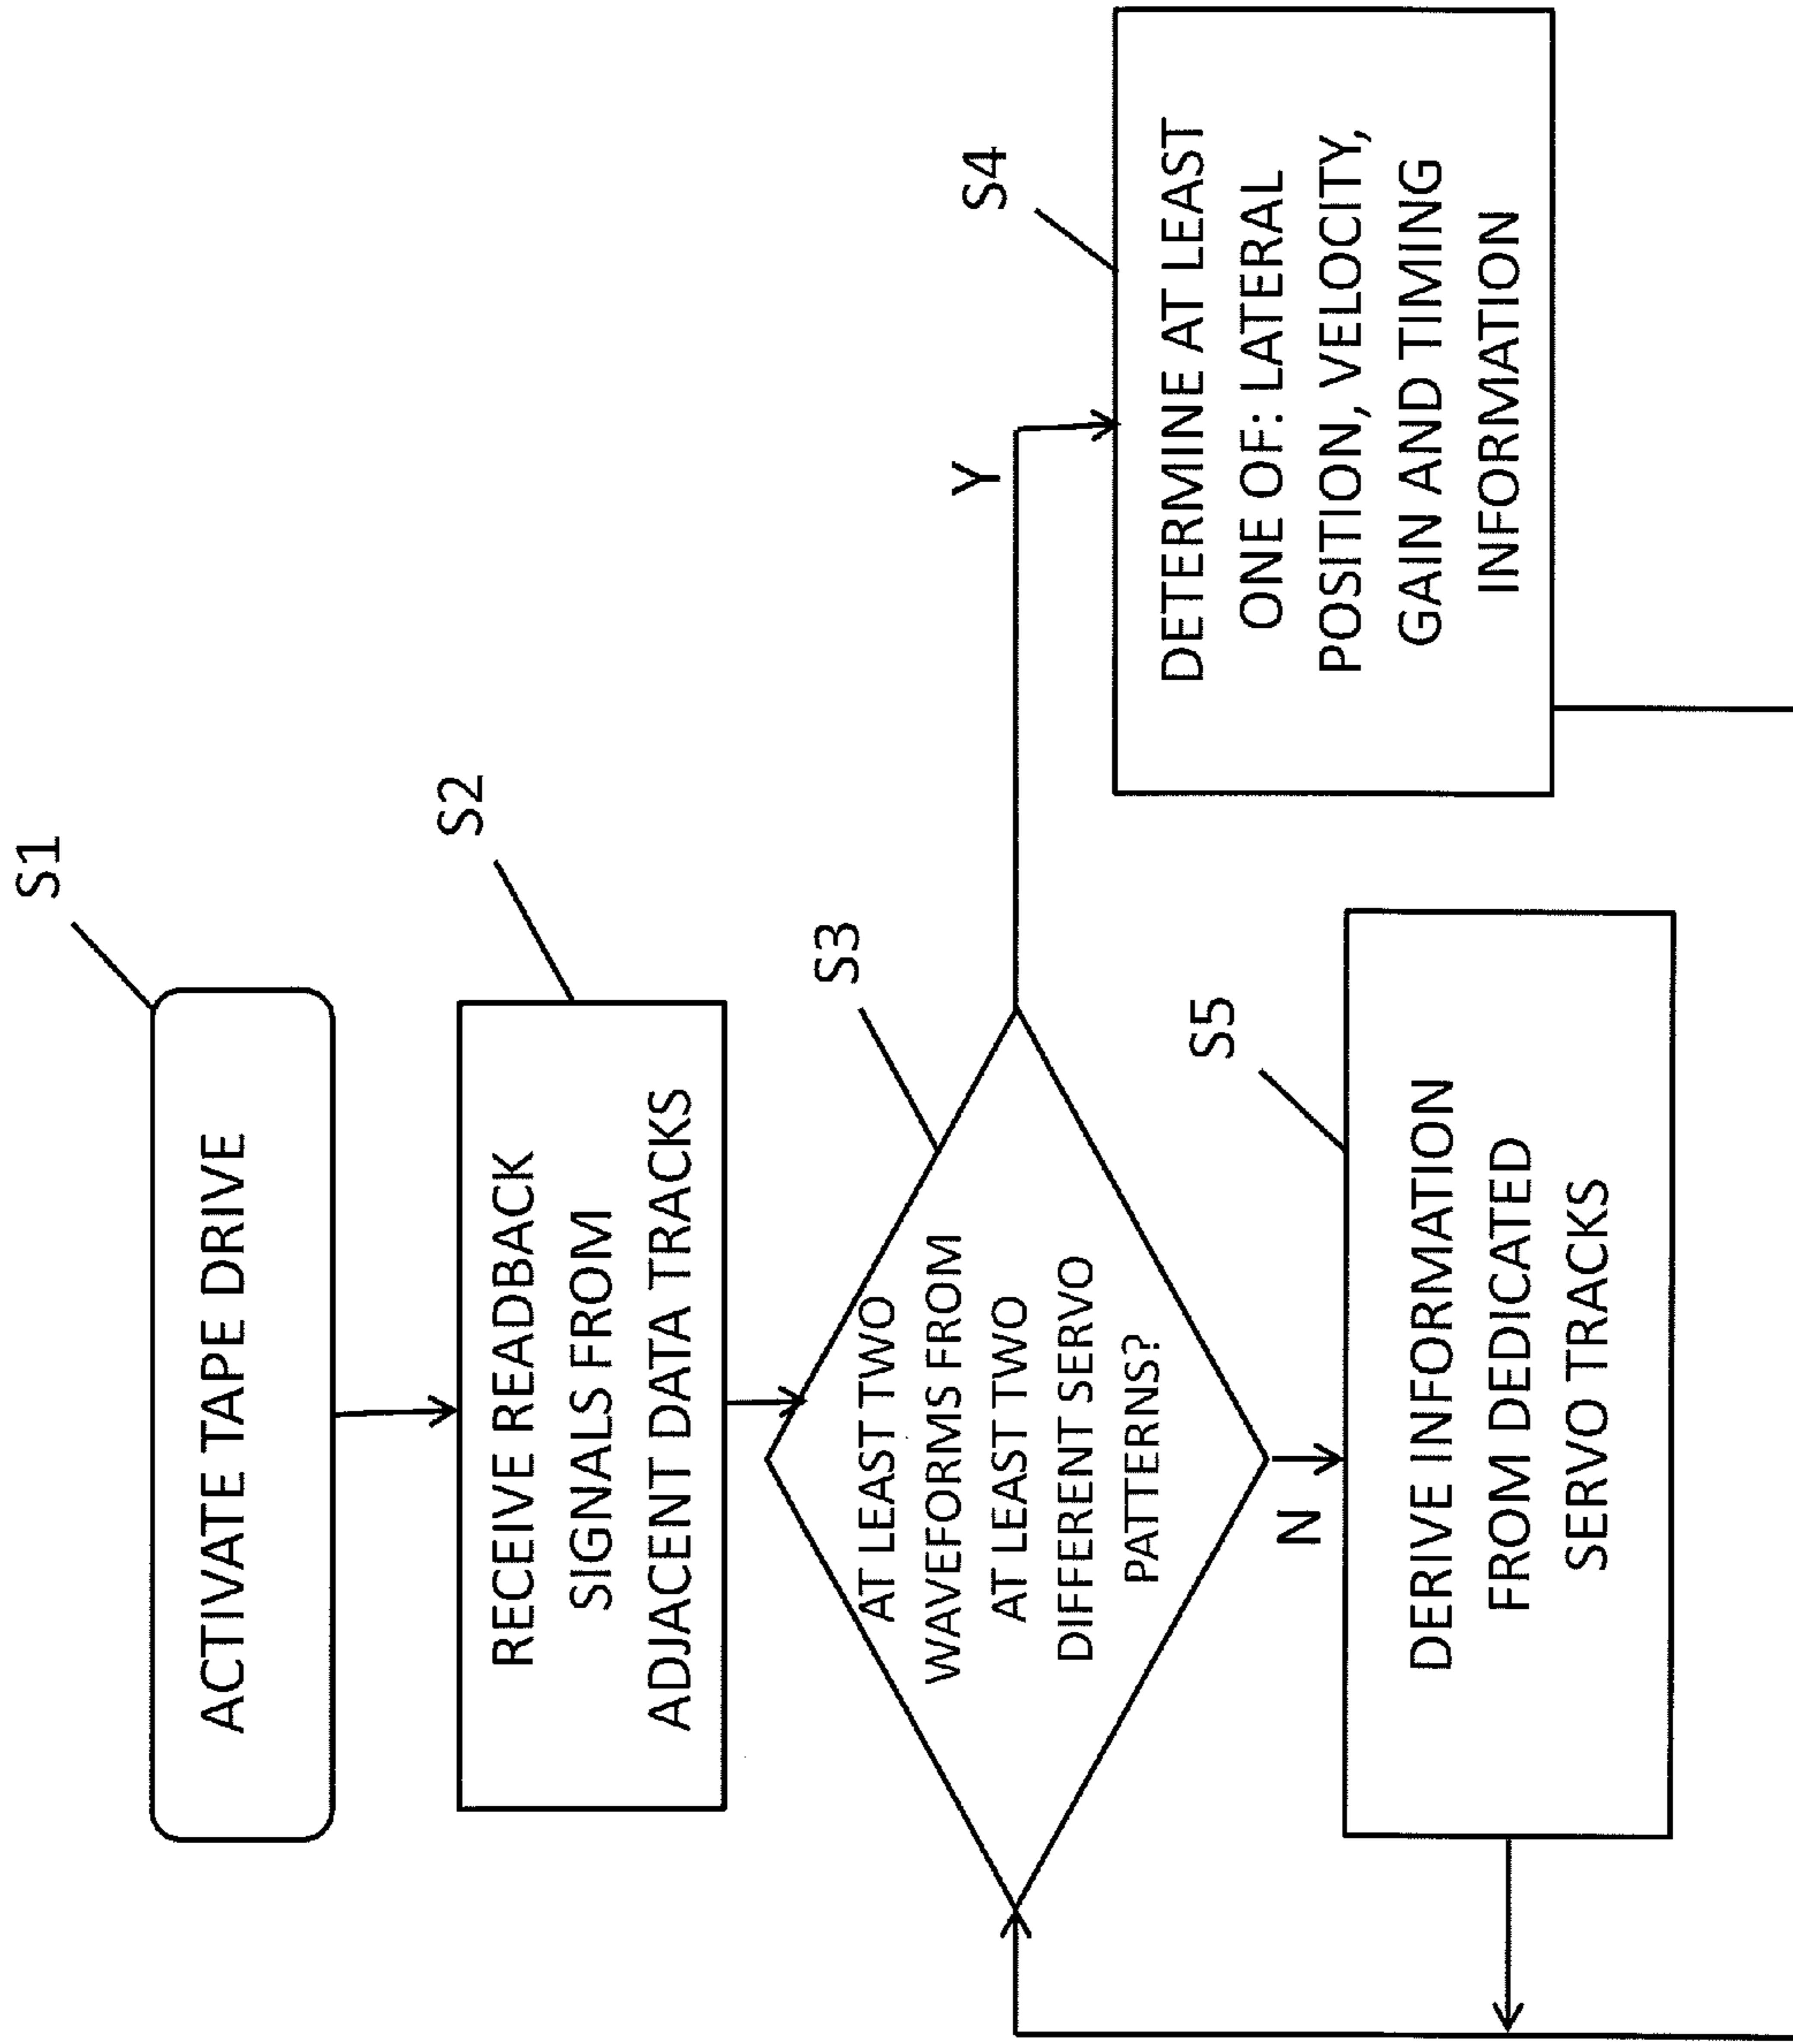 S1
ACTIVATE TAPE DRIVE
S2
RECEIVE READBACK
SIGNALS FROM
ADJACENT DATA TRACKS
S3
AT LEAST TWO
WAVEFORMS FROM
AT LEAST TWO
DIFFERENT SERVO
PATTERNS?
Y
S4
DETERMINE AT LEAST
ONE OF: LATERAL
POSITION, VELOCITY,
GAIN AND TIMING
INFORMATION
N
S5
DERIVE INFORMATION
FROM DEDICATED
SERVO TRACKS